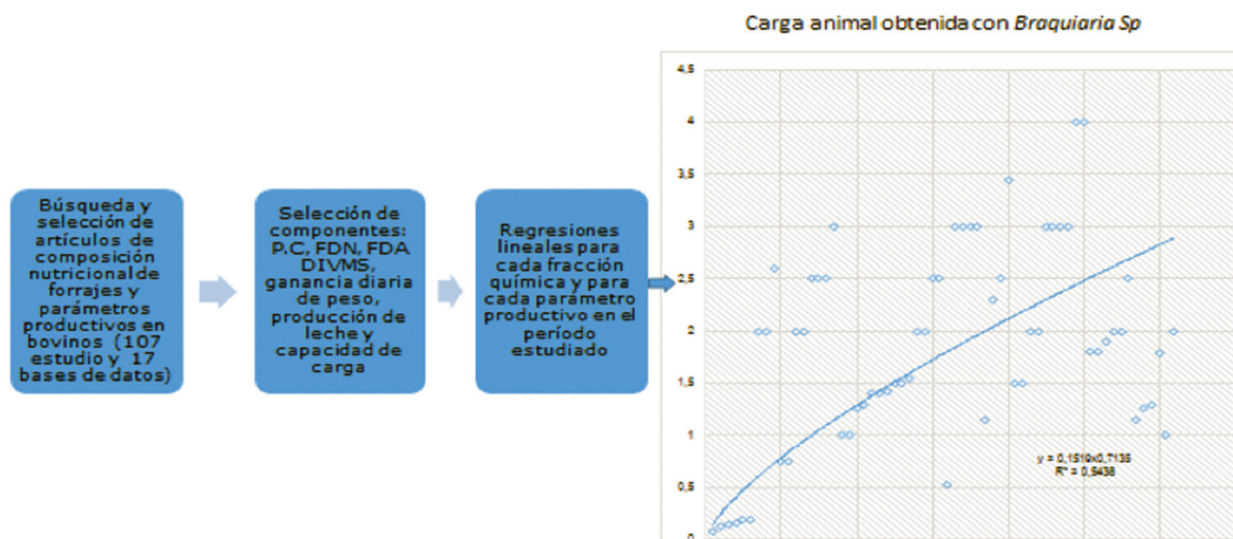 Búsqueda y
selección de
artículos de
composición
nutricional de
forrajes y
parámetros
productivos en
bovinos (107
estudio y 17
bases de datos)
Selección de
componentes:
P.C, FDN, FDA
DIVMS,
ganancia diaria
de peso,
producción de
leche y
capacidad de
carga
Regresiones
lineales para
cada fracción
química y para
cada parámetro
productivo en el
período
estudiado
Carga animal obtenida con Braquiaria Sp
4,5
4
3,5
3
2,5
2
1,5
1
0,5
0
y = 0,1519x0,7135
R² = 0,5438